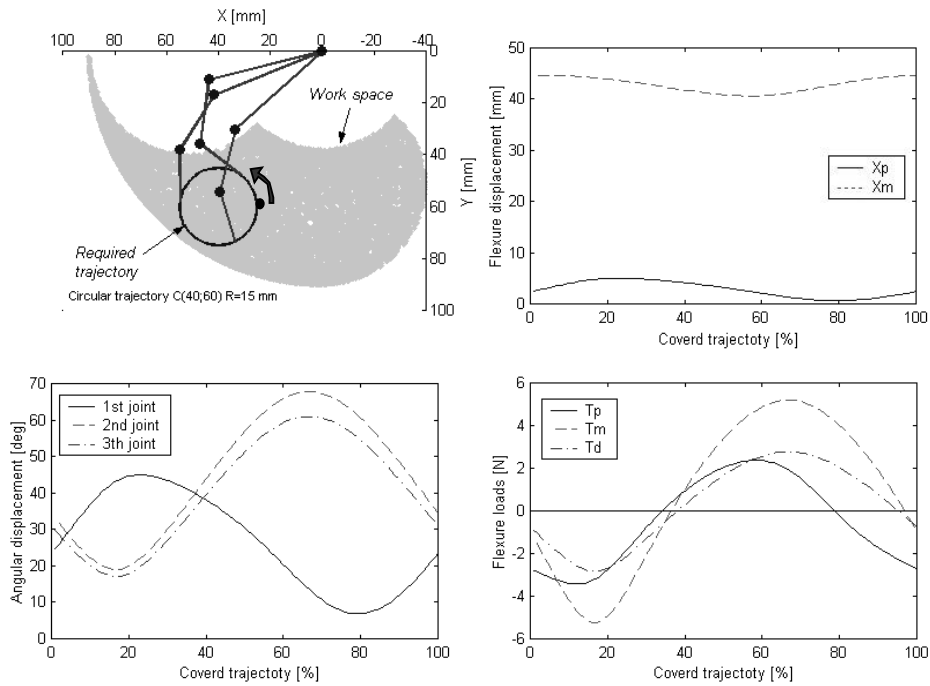 X [mm]
100 80 60 40 20 0 -20 -40
0
20
40
60
80
100
Y [mm]
Work space
Required
trajectory
Circular trajectory C(40;60) R=15 mm
50
40
30
20
10
0
Flexure displacement [mm]
Xp
Xm
0 20 40 60 80 100
Coverd trajectoty [%]
70
60
50
40
30
20
10
0
Angular displacement [deg]
1st joint
2nd joint
3th joint
0 20 40 60 80 100
Coverd trajectoty [%]
6
4
2
0
-2
-4
-6
Flexure loads [N]
Tp
Tm
Td
0 20 40 60 80 100
Coverd trajectoty [%]